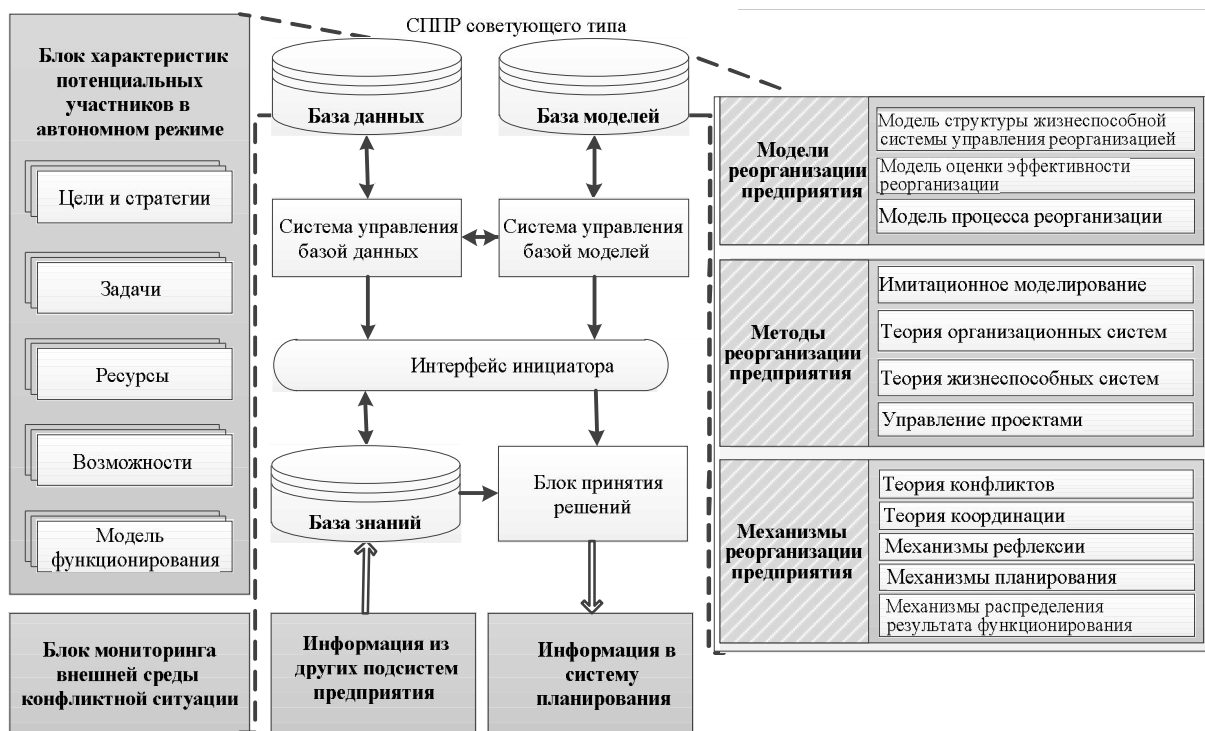 СППР советующего типа
Блок характеристик
потенциальных
участников в
автономном режиме
Цели и стратегии
Задачи
Ресурсы
Возможности
Модель
функционирования
Блок мониторинга
внешней среды
конфликтной ситуации
База данных
База моделей
Система управления
базой данных
Система управления
базой моделей
Интерфейс инициатора
База знаний
Блок принятия
решений
Информация из
других подсистем
предприятия
Информация в
систему
планирования
Модели
реорганизации
предприятия
Модель структуры жизнеспособной
системы управления реорганизацией
Модель оценки эффективности
реорганизации
Модель процесса реорганизации
Методы
реорганизации
предприятия
Имитационное моделирование
Теория организационных систем
Теория жизнеспособных систем
Управление проектами
Механизмы
реорганизации
предприятия
Теория конфликтов
Теория координации
Механизмы рефлексии
Механизмы планирования
Механизмы распределения
результата функционирования